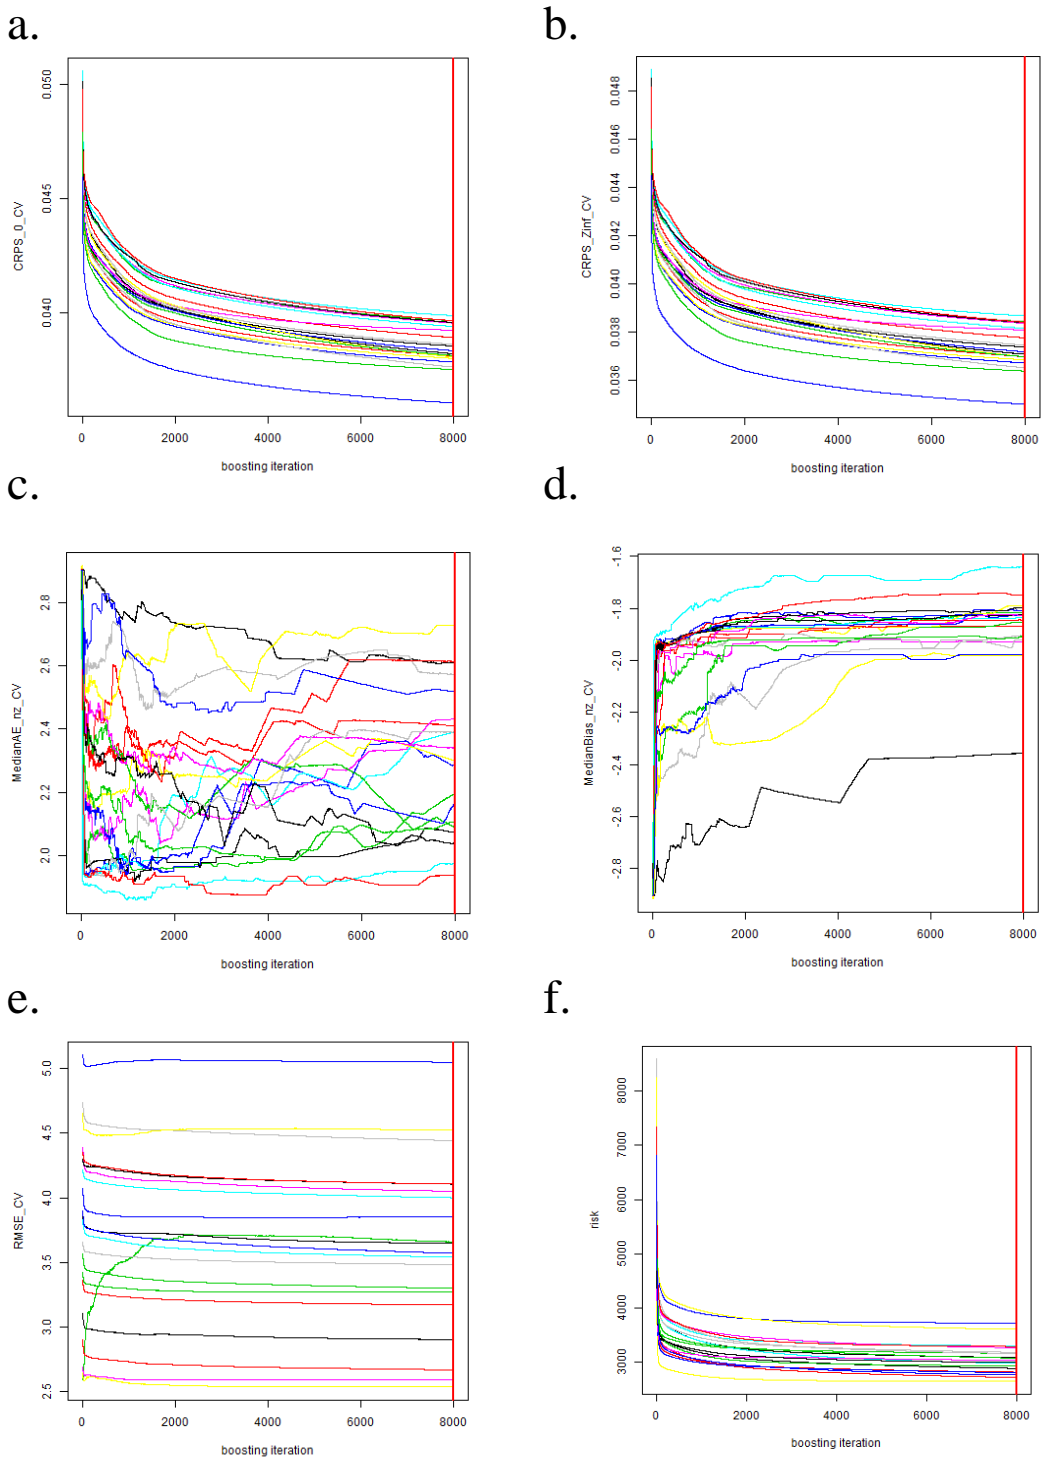 a.
b.
CRPS_0_CV
0.050
0.045
0.040
0 2000 4000 6000 8000
boosting iteration
CRPS_Zinf_CV
0.048
0.046
0.044
0.042
0.040
0.038
0.036
0 2000 4000 6000 8000
boosting iteration
c.
d.
MedianAE_nz_CV
2.8
2.6
2.4
2.2
2.0
0 2000 4000 6000 8000
boosting iteration
MedianBias_nz_CV
-1.6
-1.8
-2.0
-2.2
-2.4
-2.6
-2.8
0 2000 4000 6000 8000
boosting iteration
e.
f.
RMSE_CV
5.0
4.5
4.0
3.5
3.0
2.5
0 2000 4000 6000 8000
boosting iteration
risk
8000
7000
6000
5000
4000
3000
0 2000 4000 6000 8000
boosting iteration